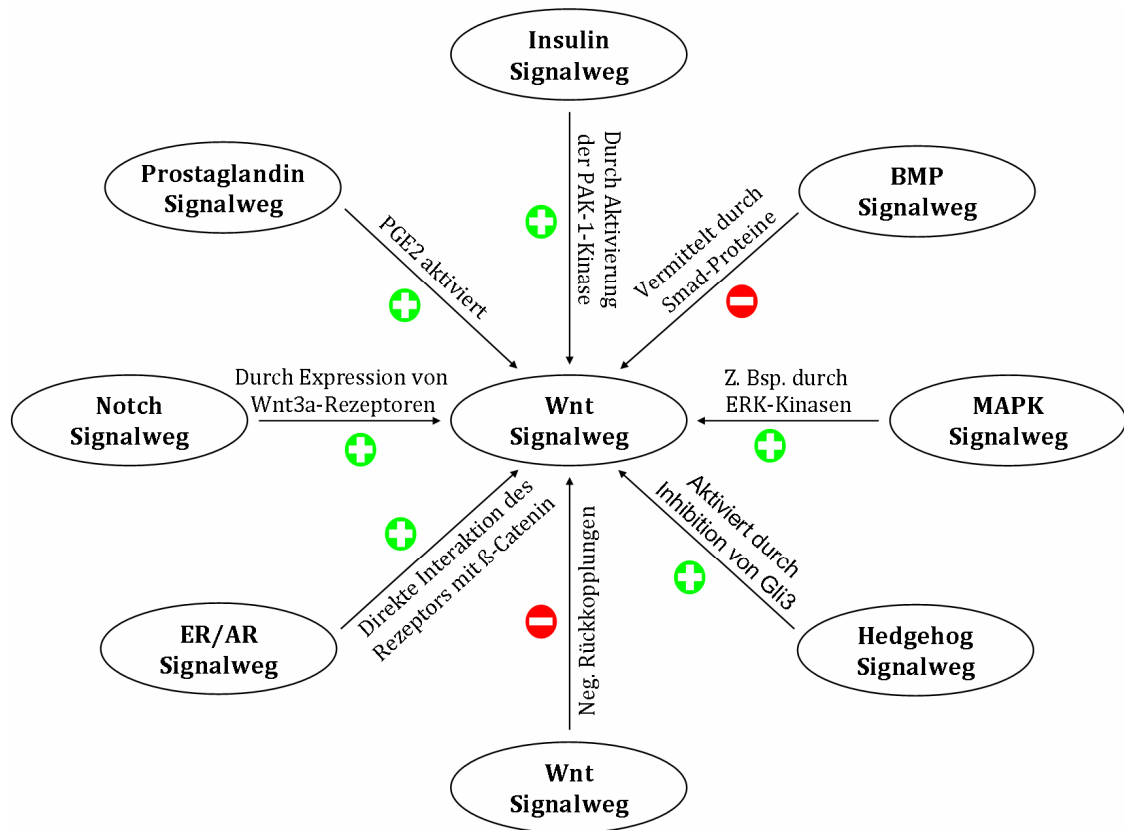 Insulin
Signalweg
Prostaglandin
Signalweg
BMP
Signalweg
Durch Aktivierung
der PAK-1-Kinase
PGE2 aktiviert
Vermittelt durch
Smad-Proteine
Durch Expression von
Wnt3a-Rezeptoren
Z. Bsp. durch
ERK-Kinasen
Notch
Signalweg
Wnt
Signalweg
MAPK
Signalweg
Direkte Interaktion des
Rezeptors mit ß-Catenin
Neg. Rückkopplungen
Aktiviert durch
Inhibition von Gli3
ER/AR
Signalweg
Hedgehog
Signalweg
Wnt
Signalweg